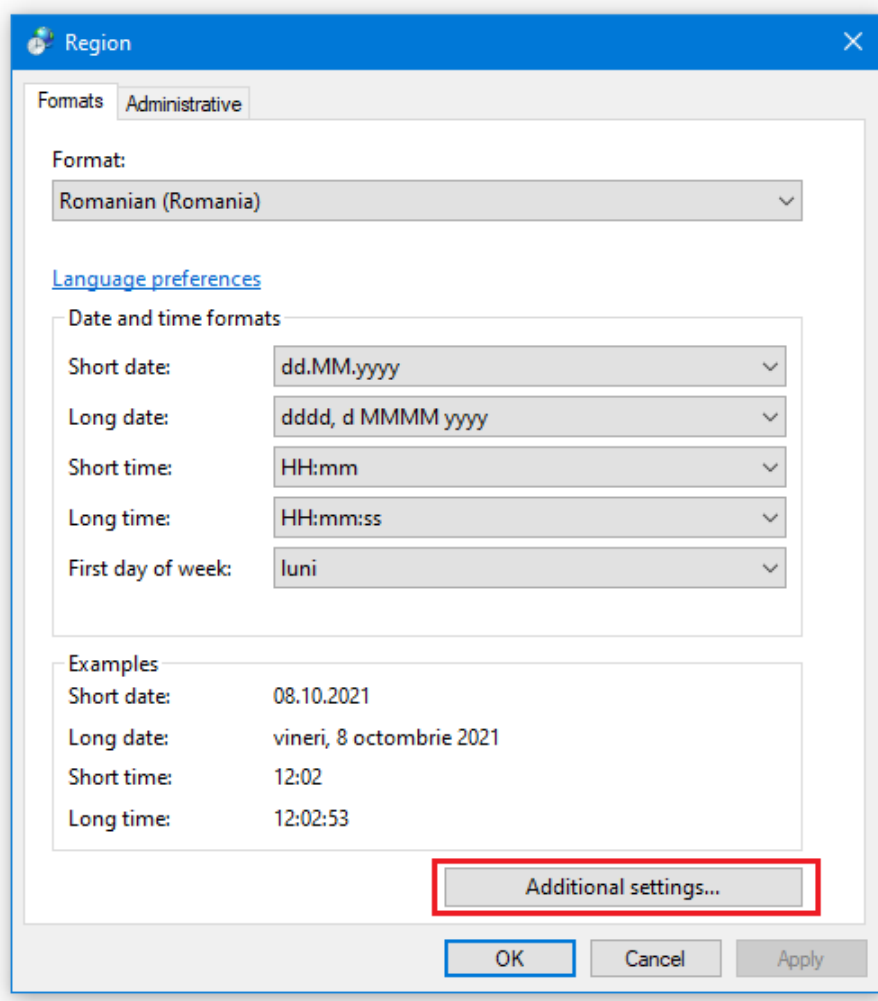 Region
Formats Administrative
Format:
Romanian (Romania)
Language preferences
Date and time formats
Short date: dd.MM.yyyy
Long date: dddd, d MMMM yyyy
Short time: HH:mm
Long time: HH:mm:ss
First day of week: luni
Examples
Short date: 08.10.2021
Long date: vineri, 8 octombrie 2021
Short time: 12:02
Long time: 12:02:53
Additional settings...
OK Cancel Apply